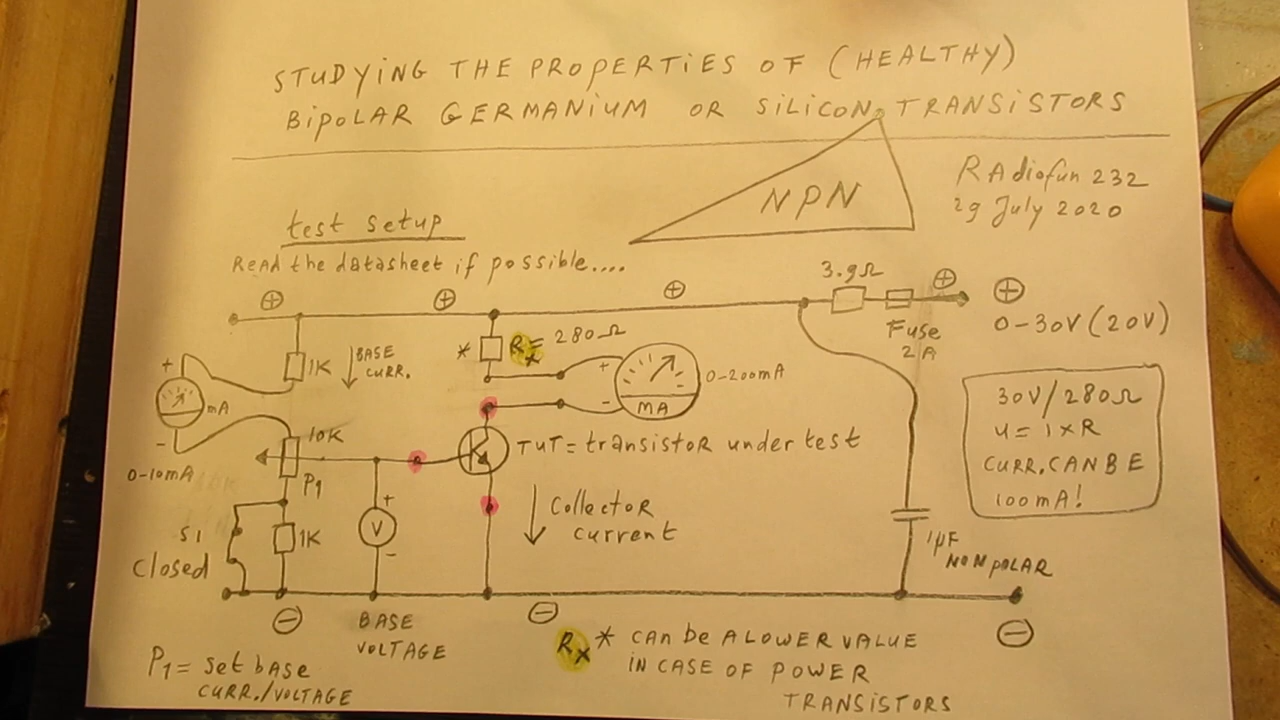 STUDYING THE PROPERTIES OF (HEALTHY)
BIPOLAR GERMANIUM OR SILICON TRANSISTORS
NPN
RAdiofun 232
29 July 2020
test setup
Read the datasheet if possible....
+ + + 3.9Ω + +
0-30V (20V)
Fuse
2A
* Rx = 280Ω
1K
BASE
CURR.
+
mA
-
0-10mA
+
-
MA
0-200mA
10K
P1
TUT = transistor under test
30V/280Ω
U = I x R
CURR. CAN BE
100mA!
S1
Closed
1K
+
V
-
Collector
current
1µF
NON POLAR
- - -
BASE
VOLTAGE
P1 = set base
CURR./VOLTAGE
Rx * CAN be A LOWER VALUE
IN CASE OF POWER
TRANSISTORS